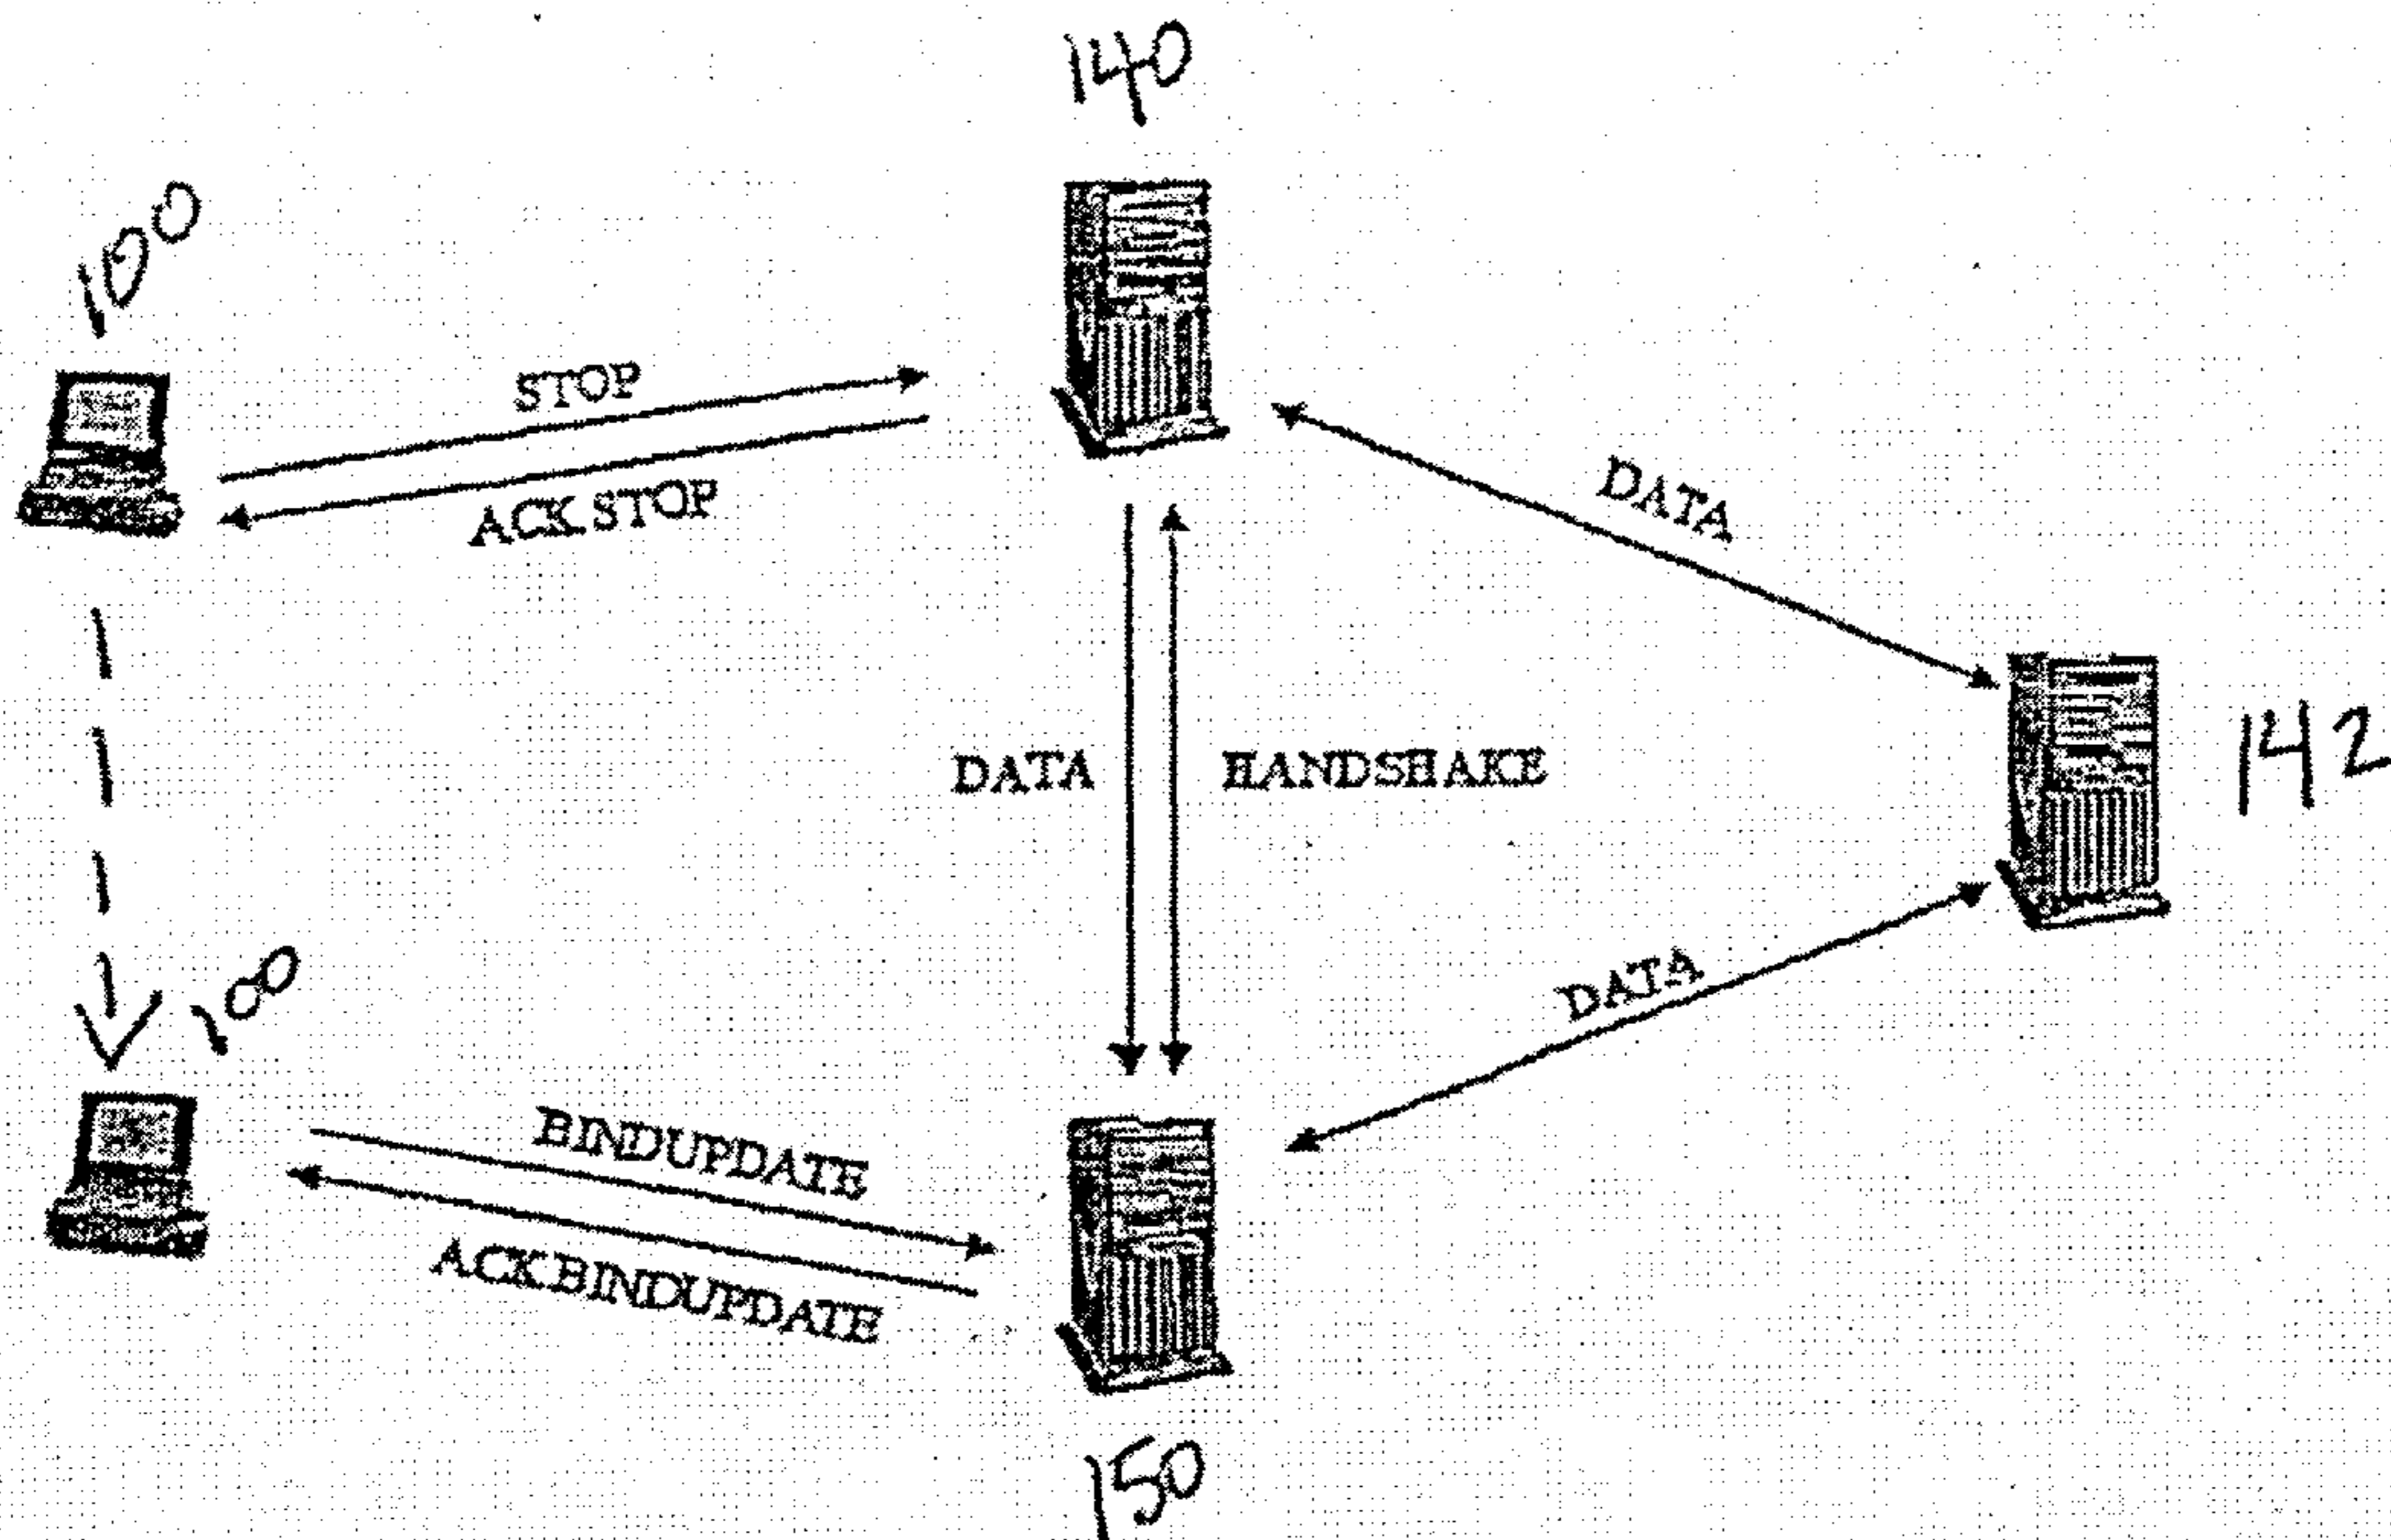 140
100
STOP
ACK.STOP
DATA
142
DATA
HANDSHAKE
100
DATA
BINDUPDATE
ACK.BINDUPDATE
150